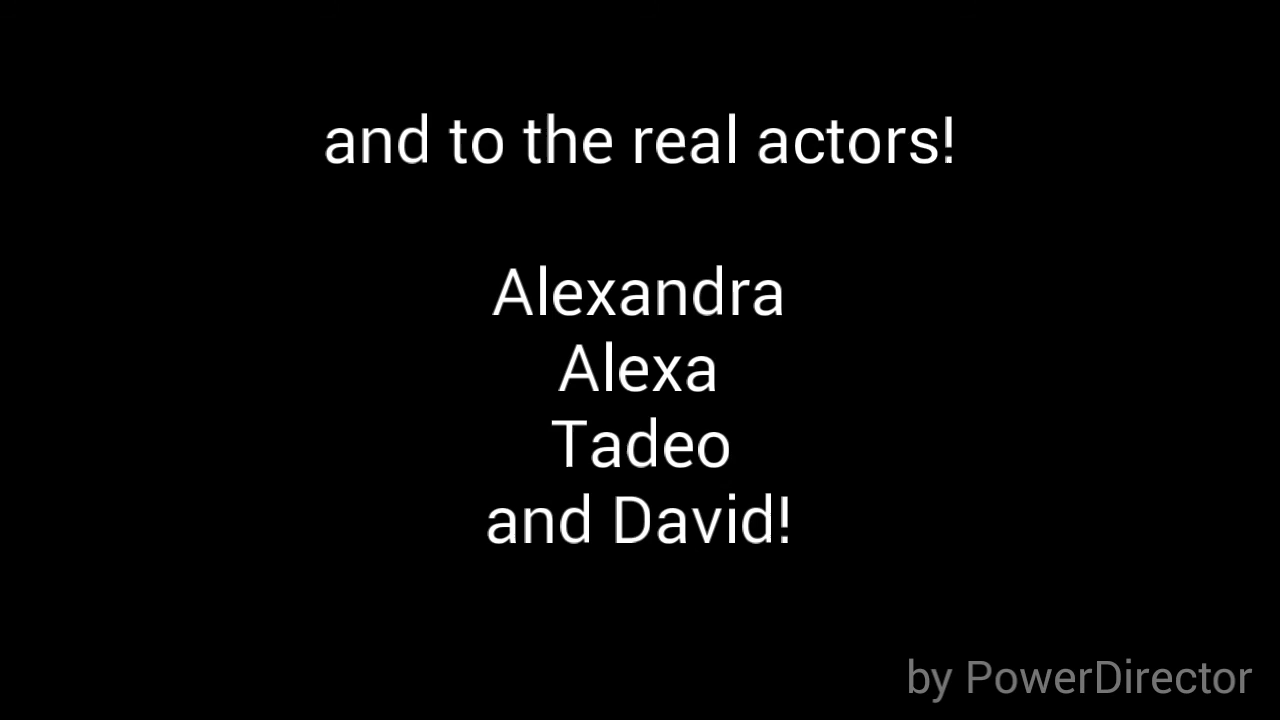 and to the real actors!
Alexandra
Alexa
Tadeo
and David!
by PowerDirector